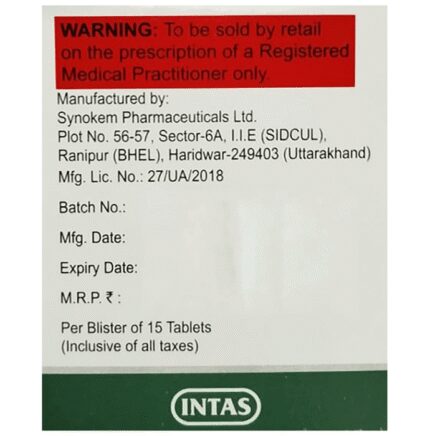 WARNING: To be sold by retail
on the prescription of a Registered
Medical Practitioner only.
Manufactured by:
Synokem Pharmaceuticals Ltd.
Plot No. 56-57, Sector-6A, I.I.E (SIDCUL),
Ranipur (BHEL), Haridwar-249403 (Uttarakhand)
Mfg. Lic. No.: 27/UA/2018
Batch No.:
Mfg. Date:
Expiry Date:
M.R.P. ₹ :
Per Blister of 15 Tablets
(Inclusive of all taxes)
INTAS